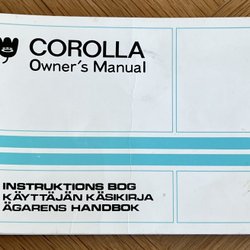 COROLLA
Owner's Manual
INSTRUKTIONS BOG
KÄYTTÄJÄN KÄSIKIRJA
ÄGARENS HANDBOK